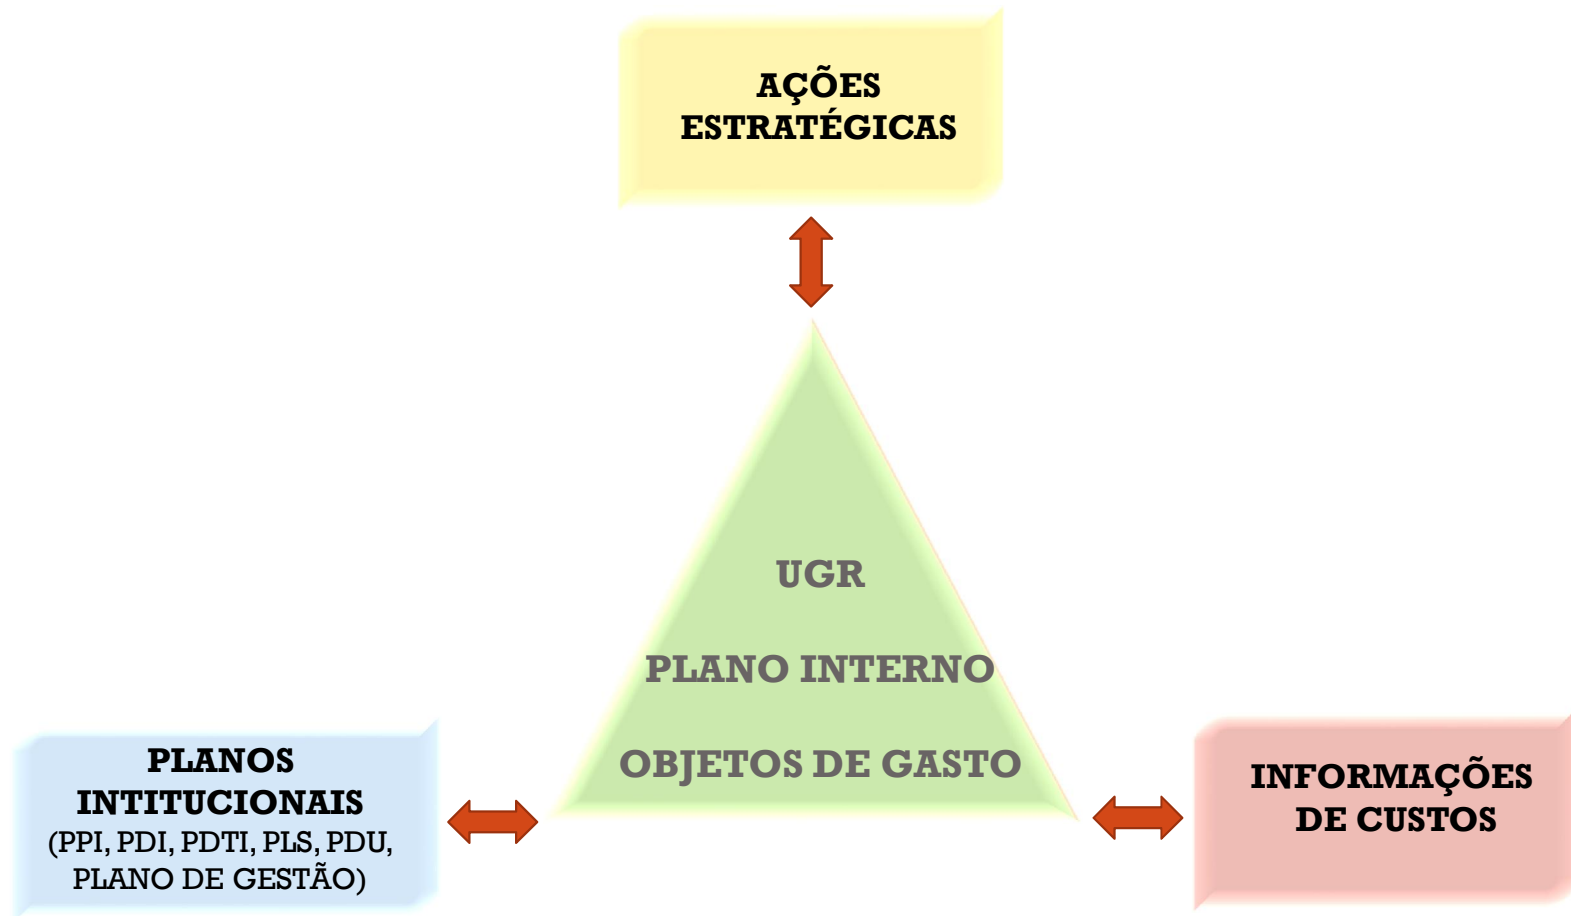 AÇÕES
ESTRATÉGICAS
UGR
PLANO INTERNO
OBJETOS DE GASTO
PLANOS
INTITUCIONAIS
(PPI, PDI, PDTI, PLS, PDU,
PLANO DE GESTÃO)
INFORMAÇÕES
DE CUSTOS